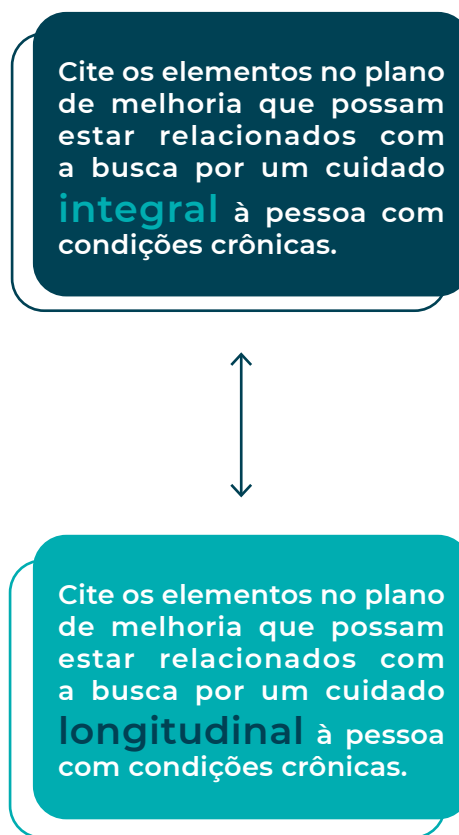 Cite os elementos no plano
de melhoria que possam
estar relacionados com
a busca por um cuidado
integral à pessoa com
condições crônicas.
Cite os elementos no plano
de melhoria que possam
estar relacionados com
a busca por um cuidado
longitudinal à pessoa
com condições crônicas.